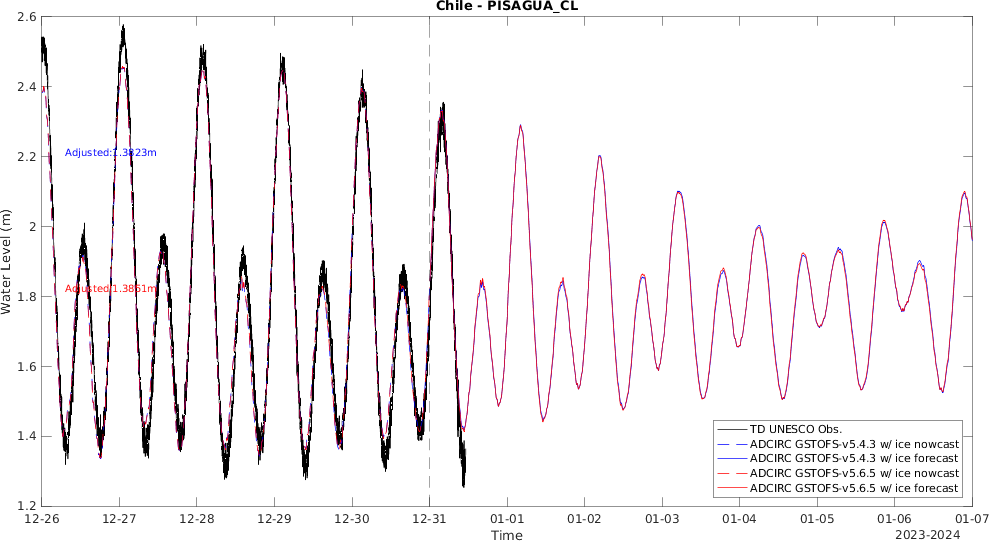 Chile - PISAGUA_CL
2.6
2.4
2.2
2
1.8
1.6
1.4
1.2
Water Level (m)
Adjusted:1.3823m
Adjusted:1.3861m
TD UNESCO Obs.
ADCIRC GSTOFS-v5.4.3 w/ ice nowcast
ADCIRC GSTOFS-v5.4.3 w/ ice forecast
ADCIRC GSTOFS-v5.6.5 w/ ice nowcast
ADCIRC GSTOFS-v5.6.5 w/ ice forecast
12-26 12-27 12-28 12-29 12-30 12-31 01-01 01-02 01-03 01-04 01-05 01-06 01-07
Time
2023-2024